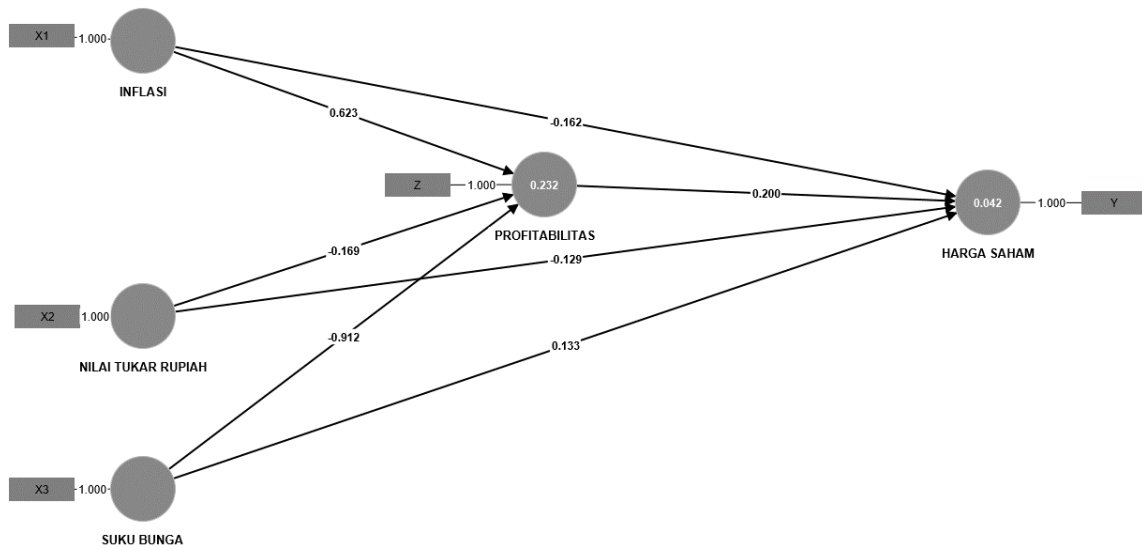 X1
1.000
INFLASI
0.623
-0.162
Z
1.000
0.232
PROFITABILITAS
0.200
0.042
HARGA SAHAM
1.000
Y
-0.169
-0.129
X2
1.000
NILAI TUKAR RUPIAH
-0.912
0.133
X3
1.000
SUKU BUNGA